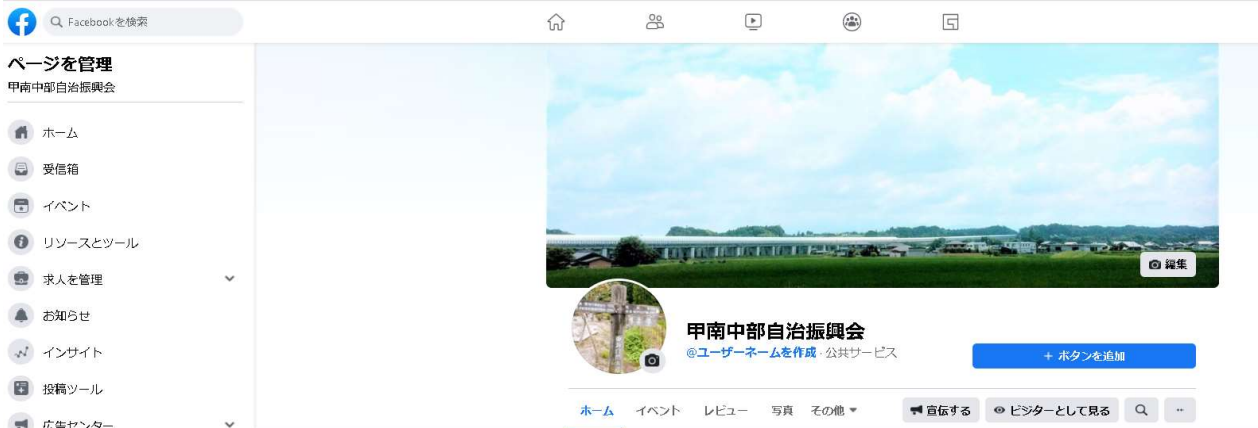 Facebookを検索
ページを管理
甲南中部自治振興会
ホーム
受信箱
イベント
リソースとツール
求人を管理
お知らせ
インサイト
投稿ツール
広告センター
編集
甲南中部自治振興会
@ユーザーネームを作成 · 公共サービス
+ ボタンを追加
ホーム イベント レビュー 写真 その他 宣伝する ビジターとして見る